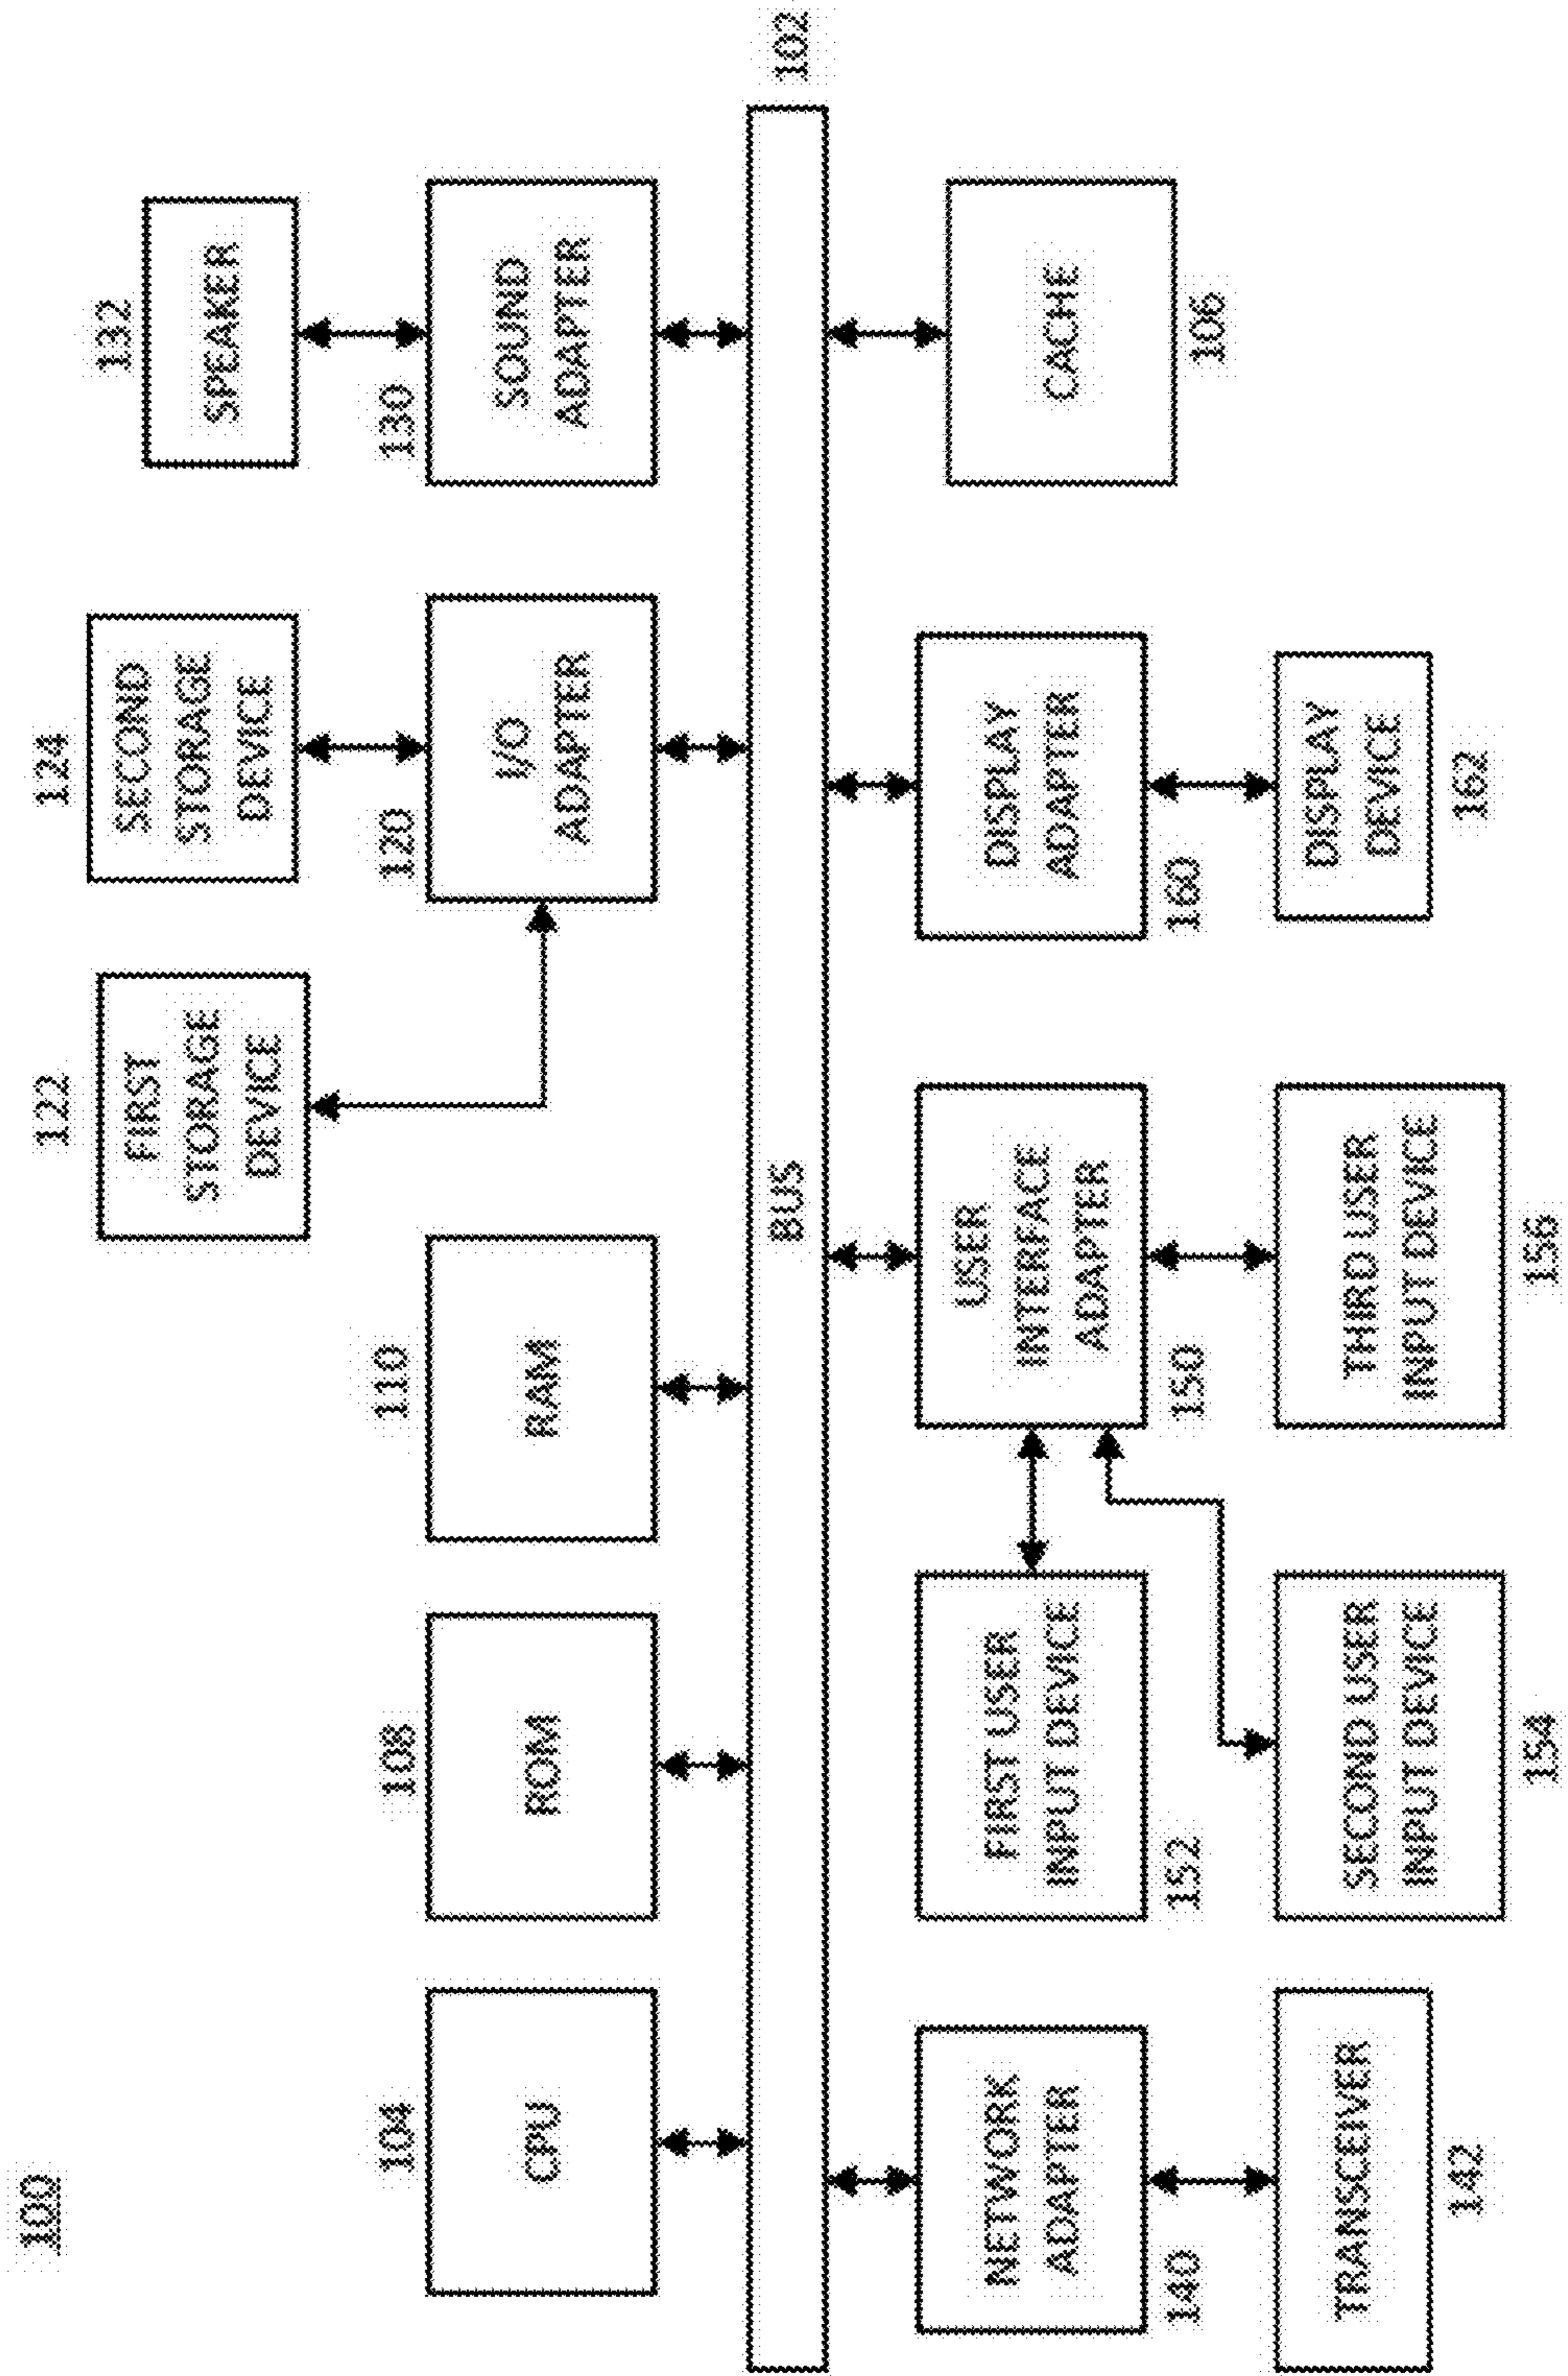 100
122
FIRST
STORAGE
DEVICE
124
SECOND
STORAGE
DEVICE
132
SPEAKER
104
CPU
108
ROM
110
RAM
120
I/O
ADAPTER
130
SOUND
ADAPTER
BUS
102
NETWORK
ADAPTER
140
FIRST USER
INPUT DEVICE
152
USER
INTERFACE
ADAPTER
150
DISPLAY
ADAPTER
160
CACHE
106
TRANSCEIVER
142
SECOND USER
INPUT DEVICE
154
THIRD USER
INPUT DEVICE
156
DISPLAY
DEVICE
162